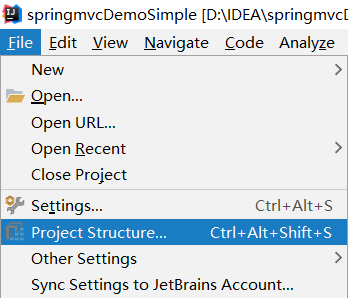 springmvcDemoSimple [D:\IDEA\springmvcD
File Edit View Navigate Code Analyze
New
Open...
Open URL...
Open Recent
Close Project
Settings... Ctrl+Alt+S
Project Structure... Ctrl+Alt+Shift+S
Other Settings
Sync Settings to JetBrains Account...